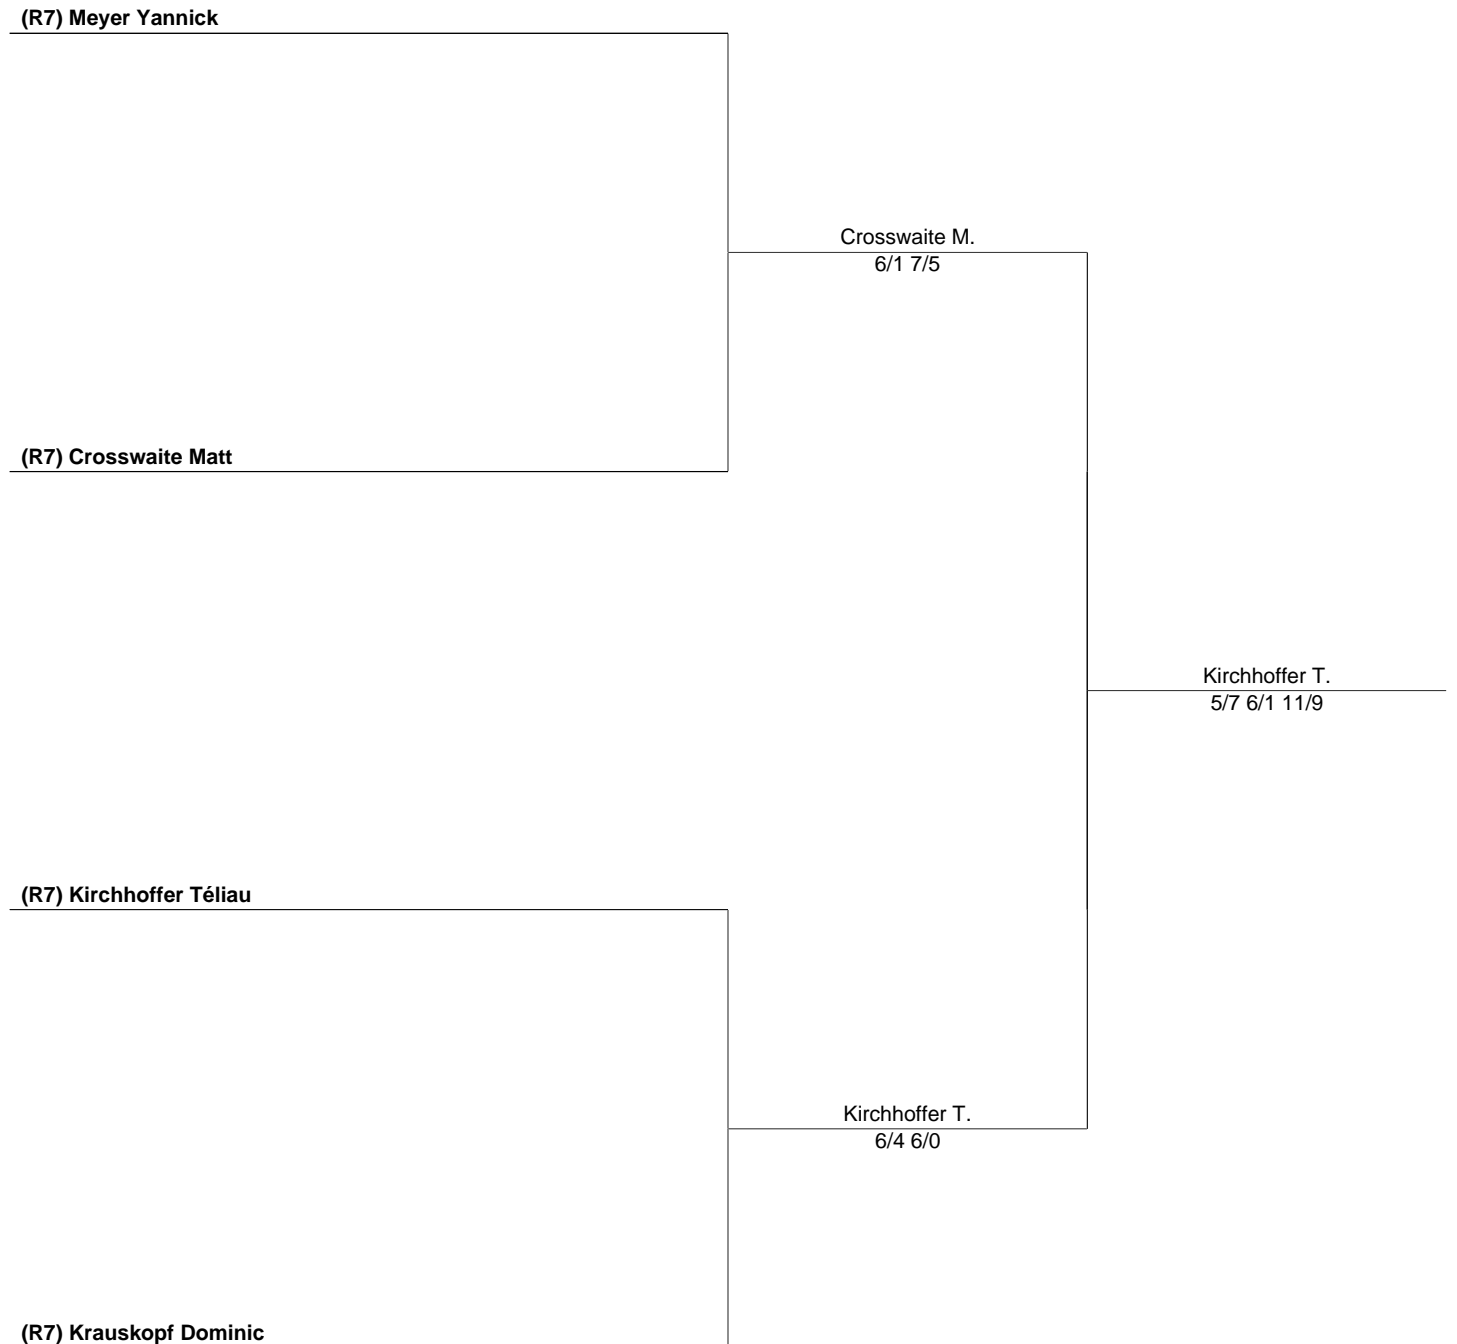 (R7) Meyer Yannick
Crosswaite M.
6/1 7/5
(R7) Crosswaite Matt
Kirchhoffer T.
5/7 6/1 11/9
(R7) Kirchhoffer Téliau
Kirchhoffer T.
6/4 6/0
(R7) Krauskopf Dominic